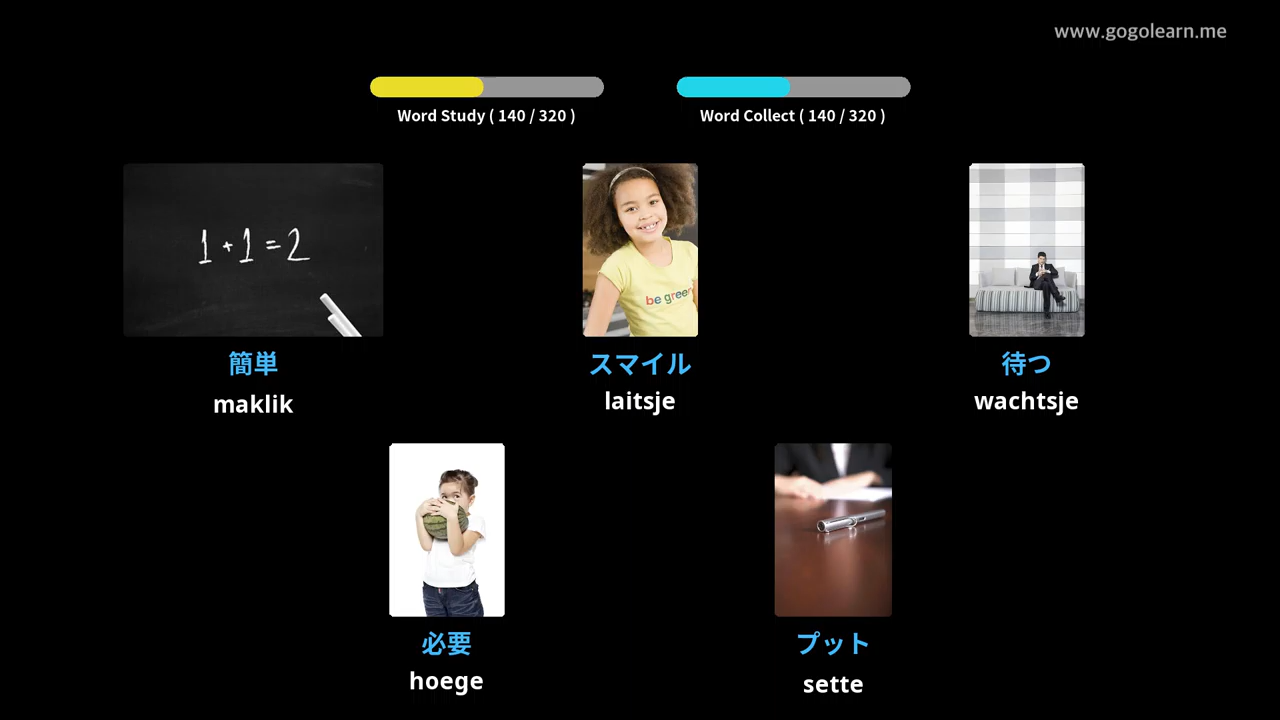 www.gogolearn.me
Word Study ( 140 / 320 )
Word Collect ( 140 / 320 )
1 + 1 = 2
be green
簡単
maklik
スマイル
laitsje
待つ
wachtsje
必要
hoege
プット
sette